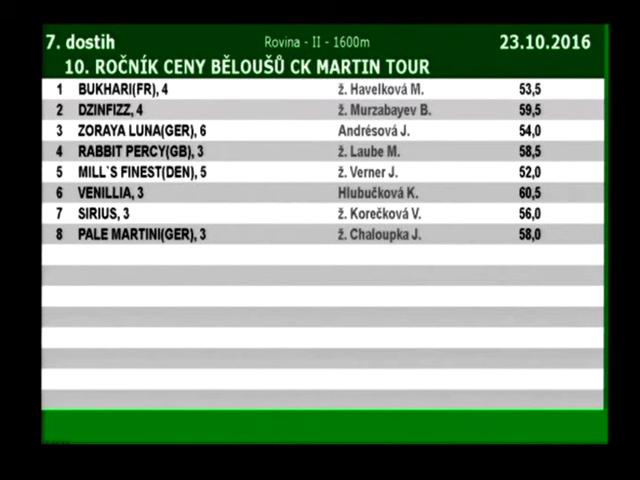 7. dostih Rovina - II - 1600m 23.10.2016
10. ROČNÍK CENY BĚLOUŠŮ CK MARTIN TOUR
1 BUKHARI(FR), 4 ž. Havelková M. 53,5
2 DZINFIZZ, 4 ž. Murzabayev B. 59,5
3 ZORAYA LUNA(GER), 6 Andrésová J. 54,0
4 RABBIT PERCY(GB), 3 ž. Laube M. 58,5
5 MILL`S FINEST(DEN), 5 ž. Verner J. 52,0
6 VENILLIA, 3 Hlubučková K. 60,5
7 SIRIUS, 3 ž. Korečková V. 56,0
8 PALE MARTINI(GER), 3 ž. Chaloupka J. 58,0